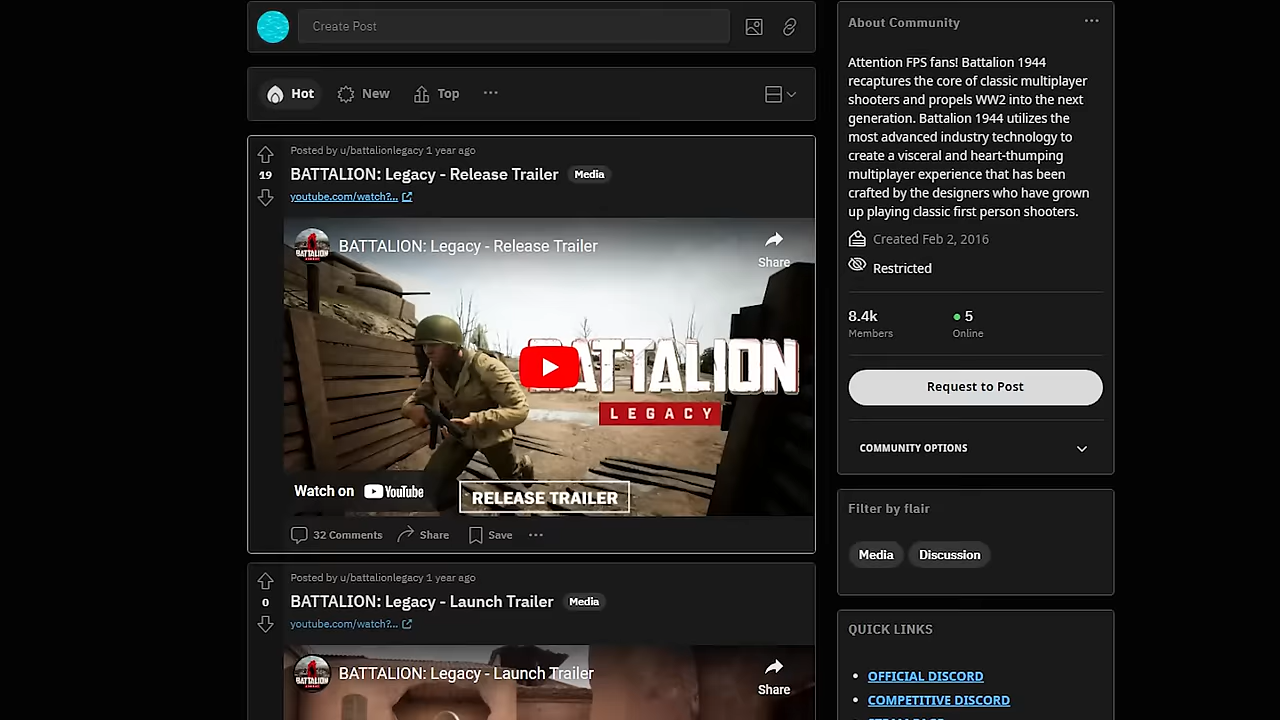 Create Post
Hot
New
Top
Posted by u/battalionlegacy 1 year ago
19
BATTALION: Legacy - Release Trailer
Media
youtube.com/watch?...
BATTALION LEGACY
BATTALION: Legacy - Release Trailer
Share
BATTALION
LEGACY
Watch on YouTube
RELEASE TRAILER
32 Comments
Share
Save
Posted by u/battalionlegacy 1 year ago
0
BATTALION: Legacy - Launch Trailer
Media
youtube.com/watch?...
BATTALION
BATTALION: Legacy - Launch Trailer
Share
About Community
Attention FPS fans! Battalion 1944
recaptures the core of classic multiplayer
shooters and propels WW2 into the next
generation. Battalion 1944 utilizes the
most advanced industry technology to
create a visceral and heart-thumping
multiplayer experience that has been
crafted by the designers who have grown
up playing classic first person shooters.
Created Feb 2, 2016
Restricted
8.4k
Members
5
Online
Request to Post
COMMUNITY OPTIONS
Filter by flair
Media
Discussion
QUICK LINKS
OFFICIAL DISCORD
COMPETITIVE DISCORD